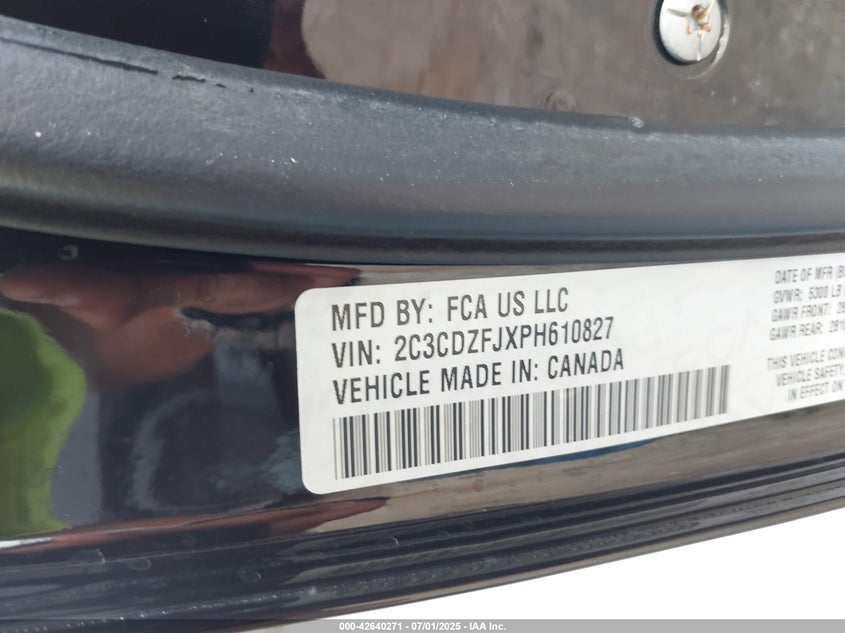 MFD BY: FCA US LLC
VIN: 2C3CDZFJXPH610827
VEHICLE MADE IN: CANADA
DATE OF MFR
GVWR: 5300 LB
GAWR FRONT:
GAWR REAR:
THIS VEHICLE
VEHICLE SAFETY,
IN EFFECT ON
000-42640271 - 07/01/2025 - IAA Inc.